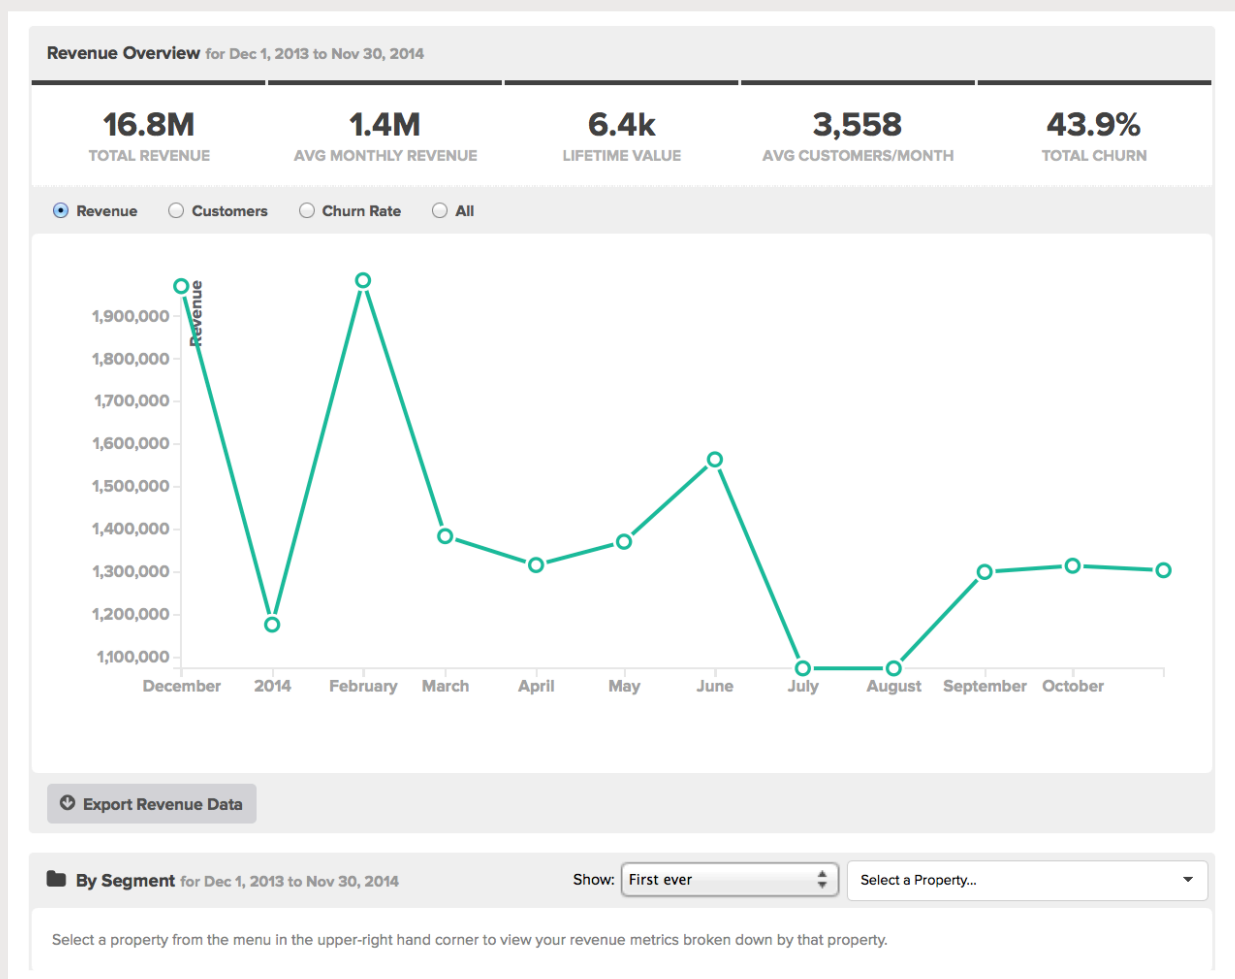 Revenue Overview for Dec 1, 2013 to Nov 30, 2014
16.8M 1.4M 6.4k 3,558 43.9%
TOTAL REVENUE AVG MONTHLY REVENUE LIFETIME VALUE AVG CUSTOMERS/MONTH TOTAL CHURN
Revenue Customers Churn Rate All
Revenue
1,900,000
1,800,000
1,700,000
1,600,000
1,500,000
1,400,000
1,300,000
1,200,000
1,100,000
December 2014 February March April May June July August September October
Export Revenue Data
By Segment for Dec 1, 2013 to Nov 30, 2014 Show: First ever Select a Property...
Select a property from the menu in the upper-right hand corner to view your revenue metrics broken down by that property.